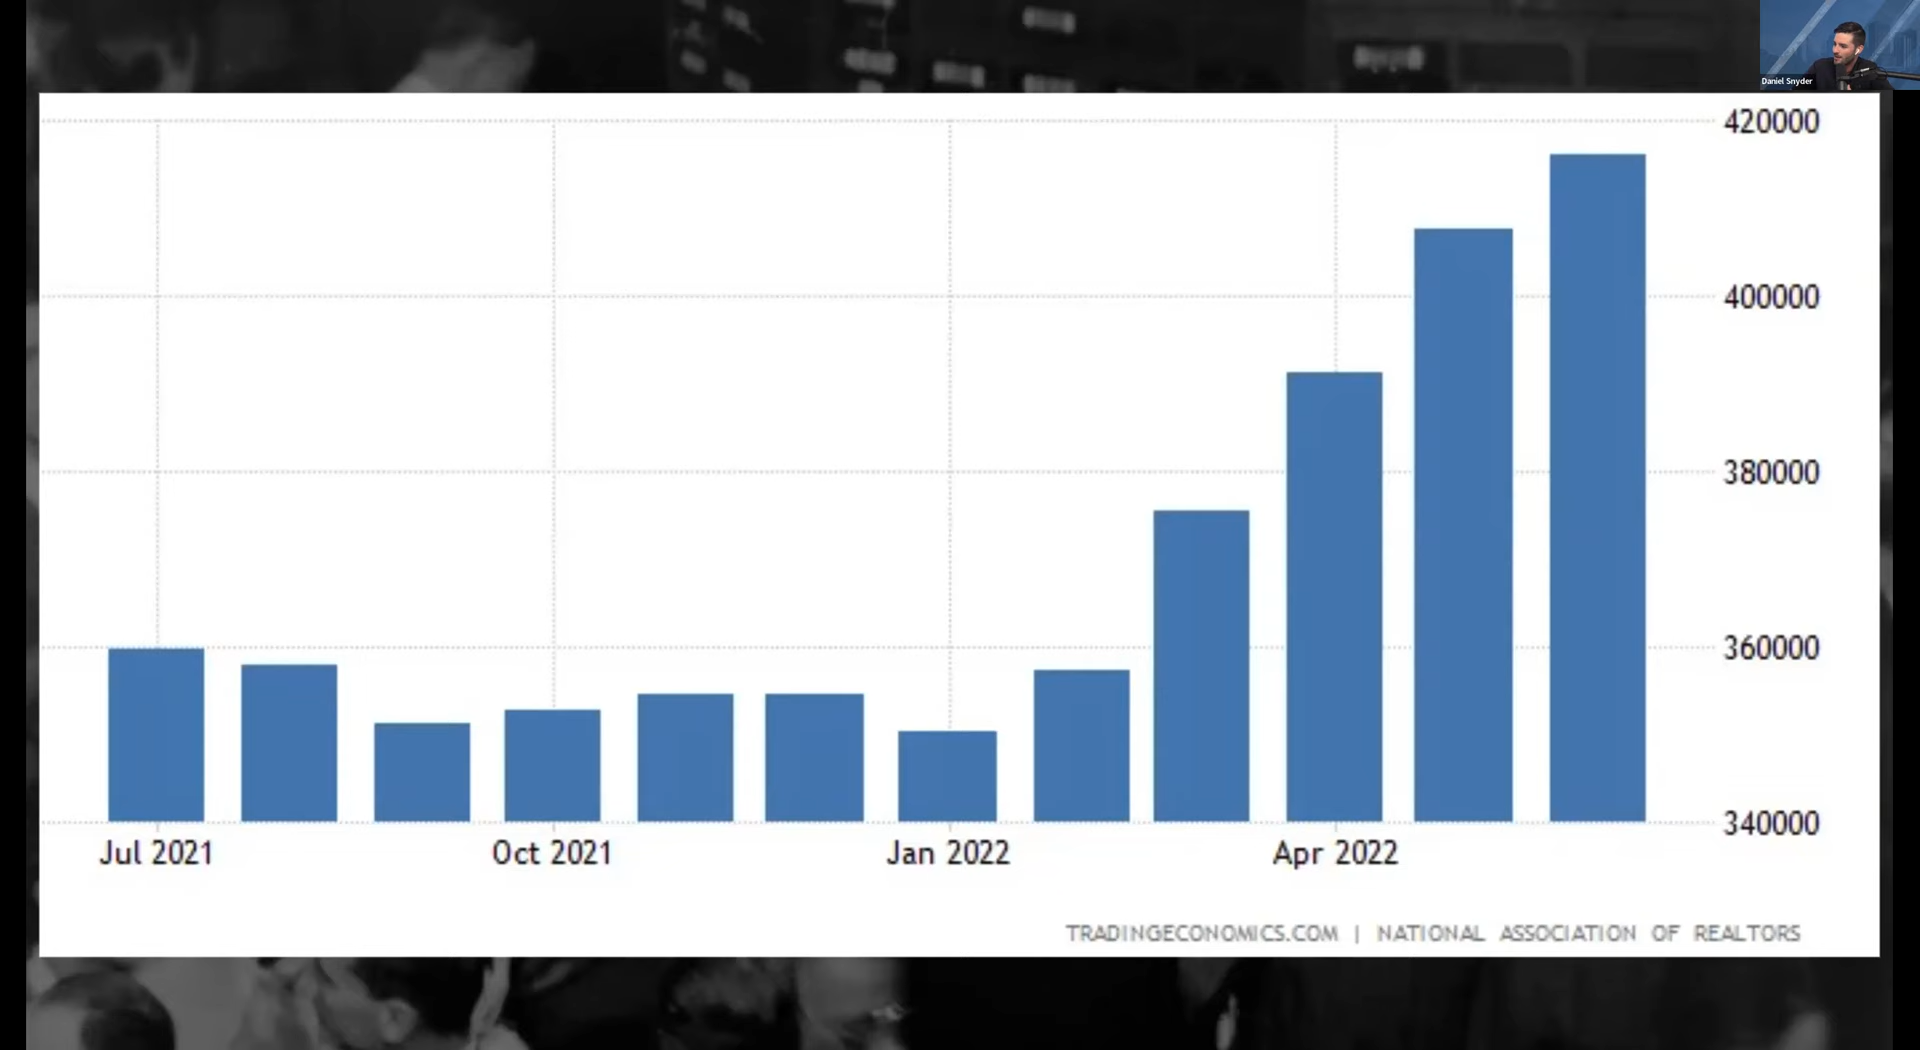 Daniel Snyder
420000
400000
380000
360000
340000
Jul 2021 Oct 2021 Jan 2022 Apr 2022
TRADINGECONOMICS.COM | NATIONAL ASSOCIATION OF REALTORS